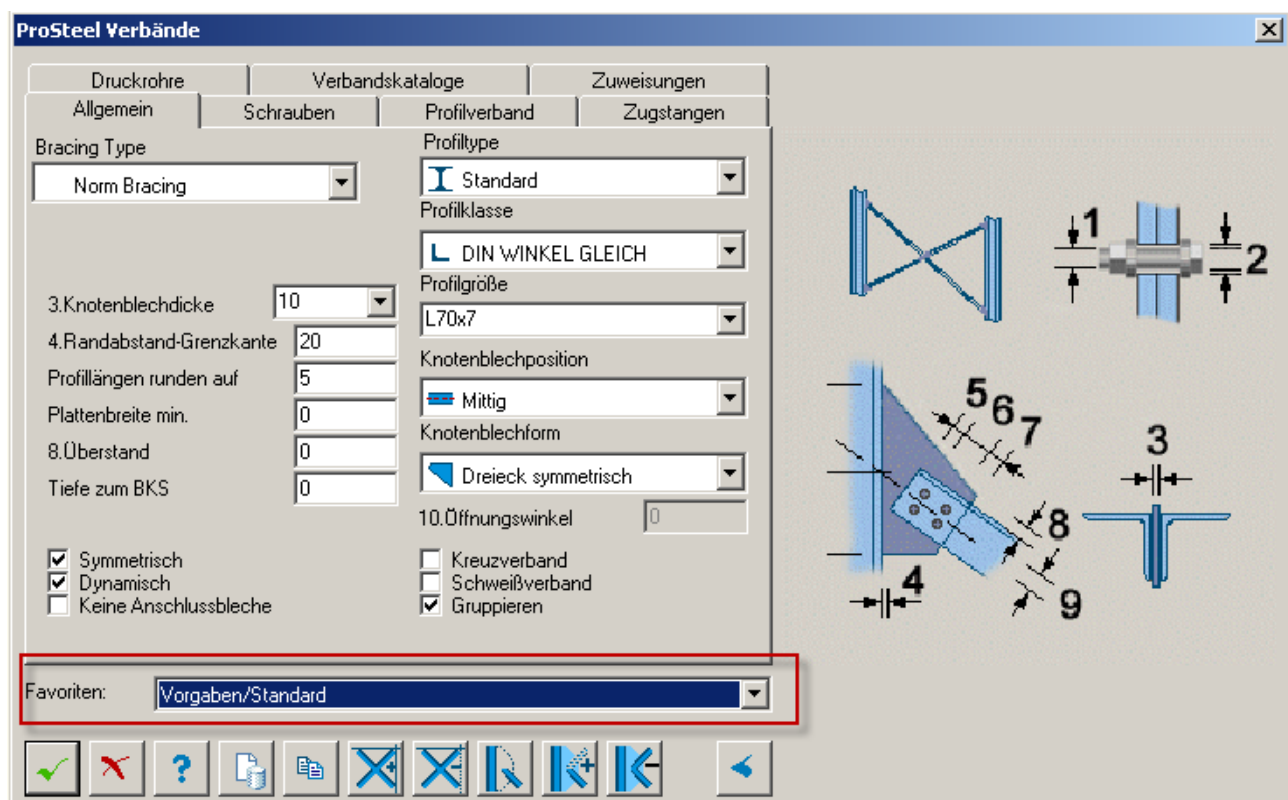 ProSteel Verbände
Druckrohre
Verbandskataloge
Zuweisungen
Allgemein
Schrauben
Profilverband
Zugstangen
Bracing Type
Norm Bracing
3.Knotenblechdicke
10
4.Randabstand-Grenzkante
20
Profillängen runden auf
5
Plattenbreite min.
0
8.Überstand
0
Tiefe zum BKS
0
Symmetrisch
Dynamisch
Keine Anschlussbleche
Profiltype
Standard
Profilklasse
DIN WINKEL GLEICH
Profilgröße
L70x7
Knotenblechposition
Mittig
Knotenblechform
Dreieck symmetrisch
10.Öffnungswinkel
0
Kreuzverband
Schweißverband
Gruppieren
1
2
5
6
7
3
8
4
9
Favoriten:
Vorgaben/Standard
?